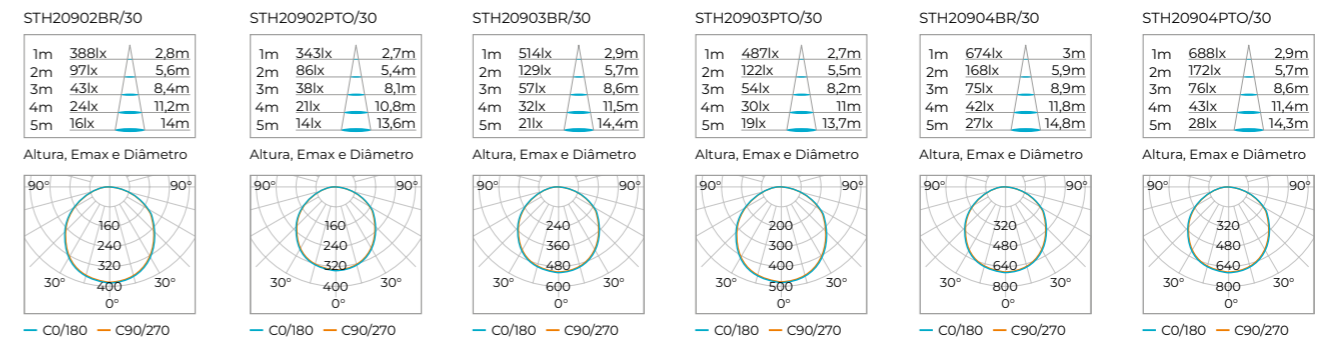 STH20902BR/30
1m 388lx 2,8m
2m 97lx 5,6m
3m 43lx 8,4m
4m 24lx 11,2m
5m 16lx 14m
Altura, Emax e Diâmetro
90° 90°
160
240
320
30° 400 30°
0°
C0/180 C90/270
STH20902PTO/30
1m 343lx 2,7m
2m 86lx 5,4m
3m 38lx 8,1m
4m 21lx 10,8m
5m 14lx 13,6m
Altura, Emax e Diâmetro
90° 90°
160
240
320
30° 400 30°
0°
C0/180 C90/270
STH20903BR/30
1m 514lx 2,9m
2m 129lx 5,7m
3m 57lx 8,6m
4m 32lx 11,5m
5m 21lx 14,4m
Altura, Emax e Diâmetro
90° 90°
240
360
480
30° 600 30°
0°
C0/180 C90/270
STH20903PTO/30
1m 487lx 2,7m
2m 122lx 5,5m
3m 54lx 8,2m
4m 30lx 11m
5m 19lx 13,7m
Altura, Emax e Diâmetro
90° 90°
200
300
400
30° 500 30°
0°
C0/180 C90/270
STH20904BR/30
1m 674lx 3m
2m 168lx 5,9m
3m 75lx 8,9m
4m 42lx 11,8m
5m 27lx 14,8m
Altura, Emax e Diâmetro
90° 90°
320
480
640
30° 800 30°
0°
C0/180 C90/270
STH20904PTO/30
1m 688lx 2,9m
2m 172lx 5,7m
3m 76lx 8,6m
4m 43lx 11,4m
5m 28lx 14,3m
Altura, Emax e Diâmetro
90° 90°
320
480
640
30° 800 30°
0°
C0/180 C90/270